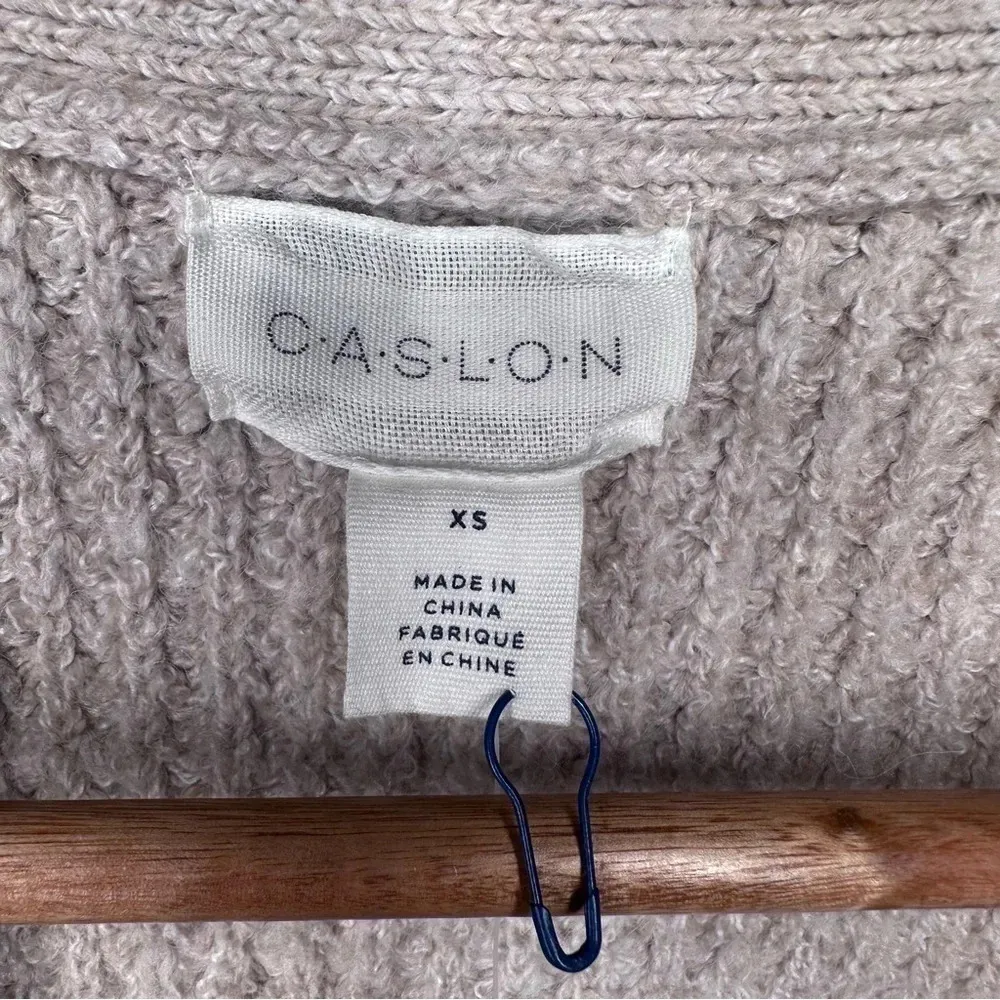 C·A·S·L·O·N
XS
MADE IN
CHINA
FABRIQUÉ
EN CHINE